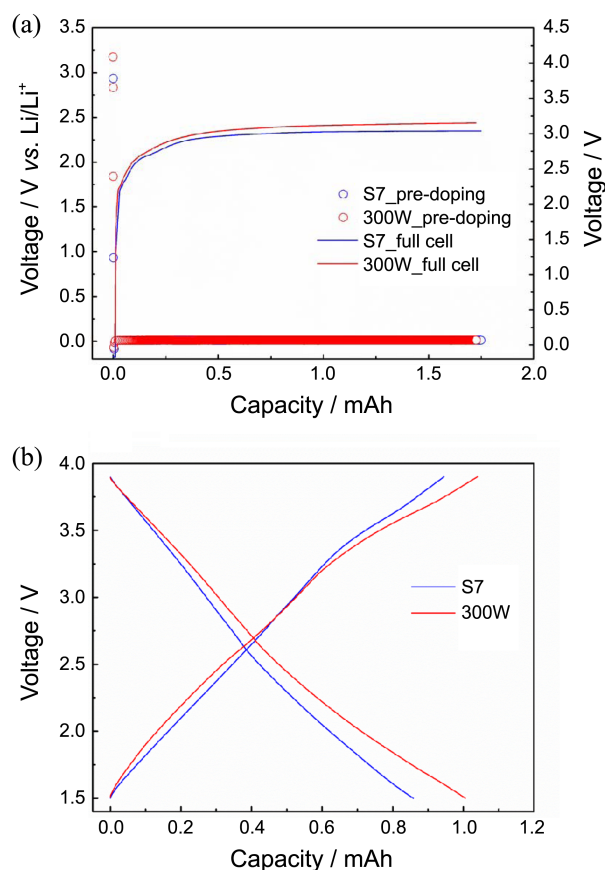 (a)
3.5
3.0
2.5
2.0
1.5
1.0
0.5
0.0
Voltage / V vs. Li/Li⁺
4.5
4.0
3.5
3.0
2.5
2.0
1.5
1.0
0.5
0.0
Voltage / V
S7_pre-doping
300W_pre-doping
S7_full cell
300W_full cell
0.0 0.5 1.0 1.5 2.0
Capacity / mAh
(b)
4.0
3.5
3.0
2.5
2.0
1.5
Voltage / V
S7
300W
0.0 0.2 0.4 0.6 0.8 1.0 1.2
Capacity / mAh